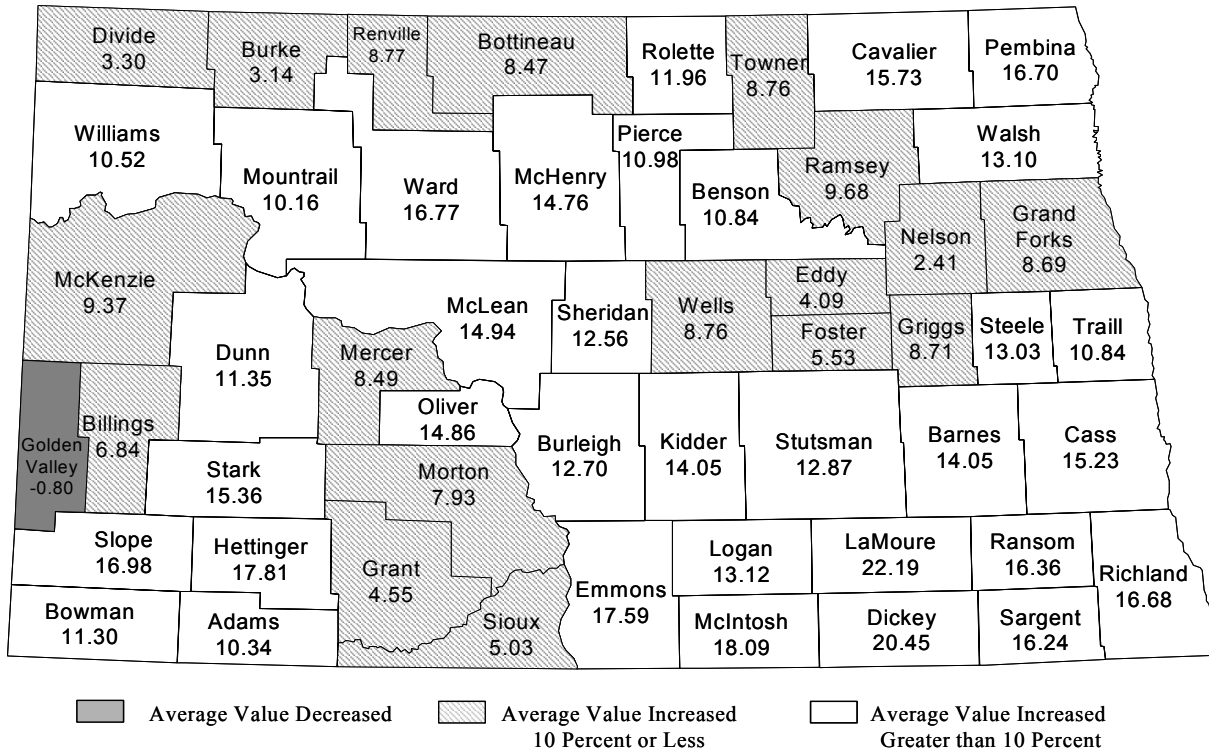 Divide
3.30
Burke
3.14
Renville
8.77
Bottineau
8.47
Rolette
11.96
Towner
8.76
Cavalier
15.73
Pembina
16.70
Williams
10.52
Mountrail
10.16
Ward
16.77
McHenry
14.76
Pierce
10.98
Benson
10.84
Ramsey
9.68
Walsh
13.10
McKenzie
9.37
Nelson
2.41
Grand
Forks
8.69
Dunn
11.35
McLean
14.94
Sheridan
12.56
Wells
8.76
Eddy
4.09
Foster
5.53
Griggs
8.71
Steele
13.03
Traill
10.84
Mercer
8.49
Oliver
14.86
Golden
Valley
-0.80
Billings
6.84
Stark
15.36
Morton
7.93
Burleigh
12.70
Kidder
14.05
Stutsman
12.87
Barnes
14.05
Cass
15.23
Slope
16.98
Hettinger
17.81
Grant
4.55
Sioux
5.03
Emmons
17.59
Logan
13.12
LaMoure
22.19
Ransom
16.36
Richland
16.68
Bowman
11.30
Adams
10.34
McIntosh
18.09
Dickey
20.45
Sargent
16.24
Average Value Decreased
Average Value Increased
10 Percent or Less
Average Value Increased
Greater than 10 Percent